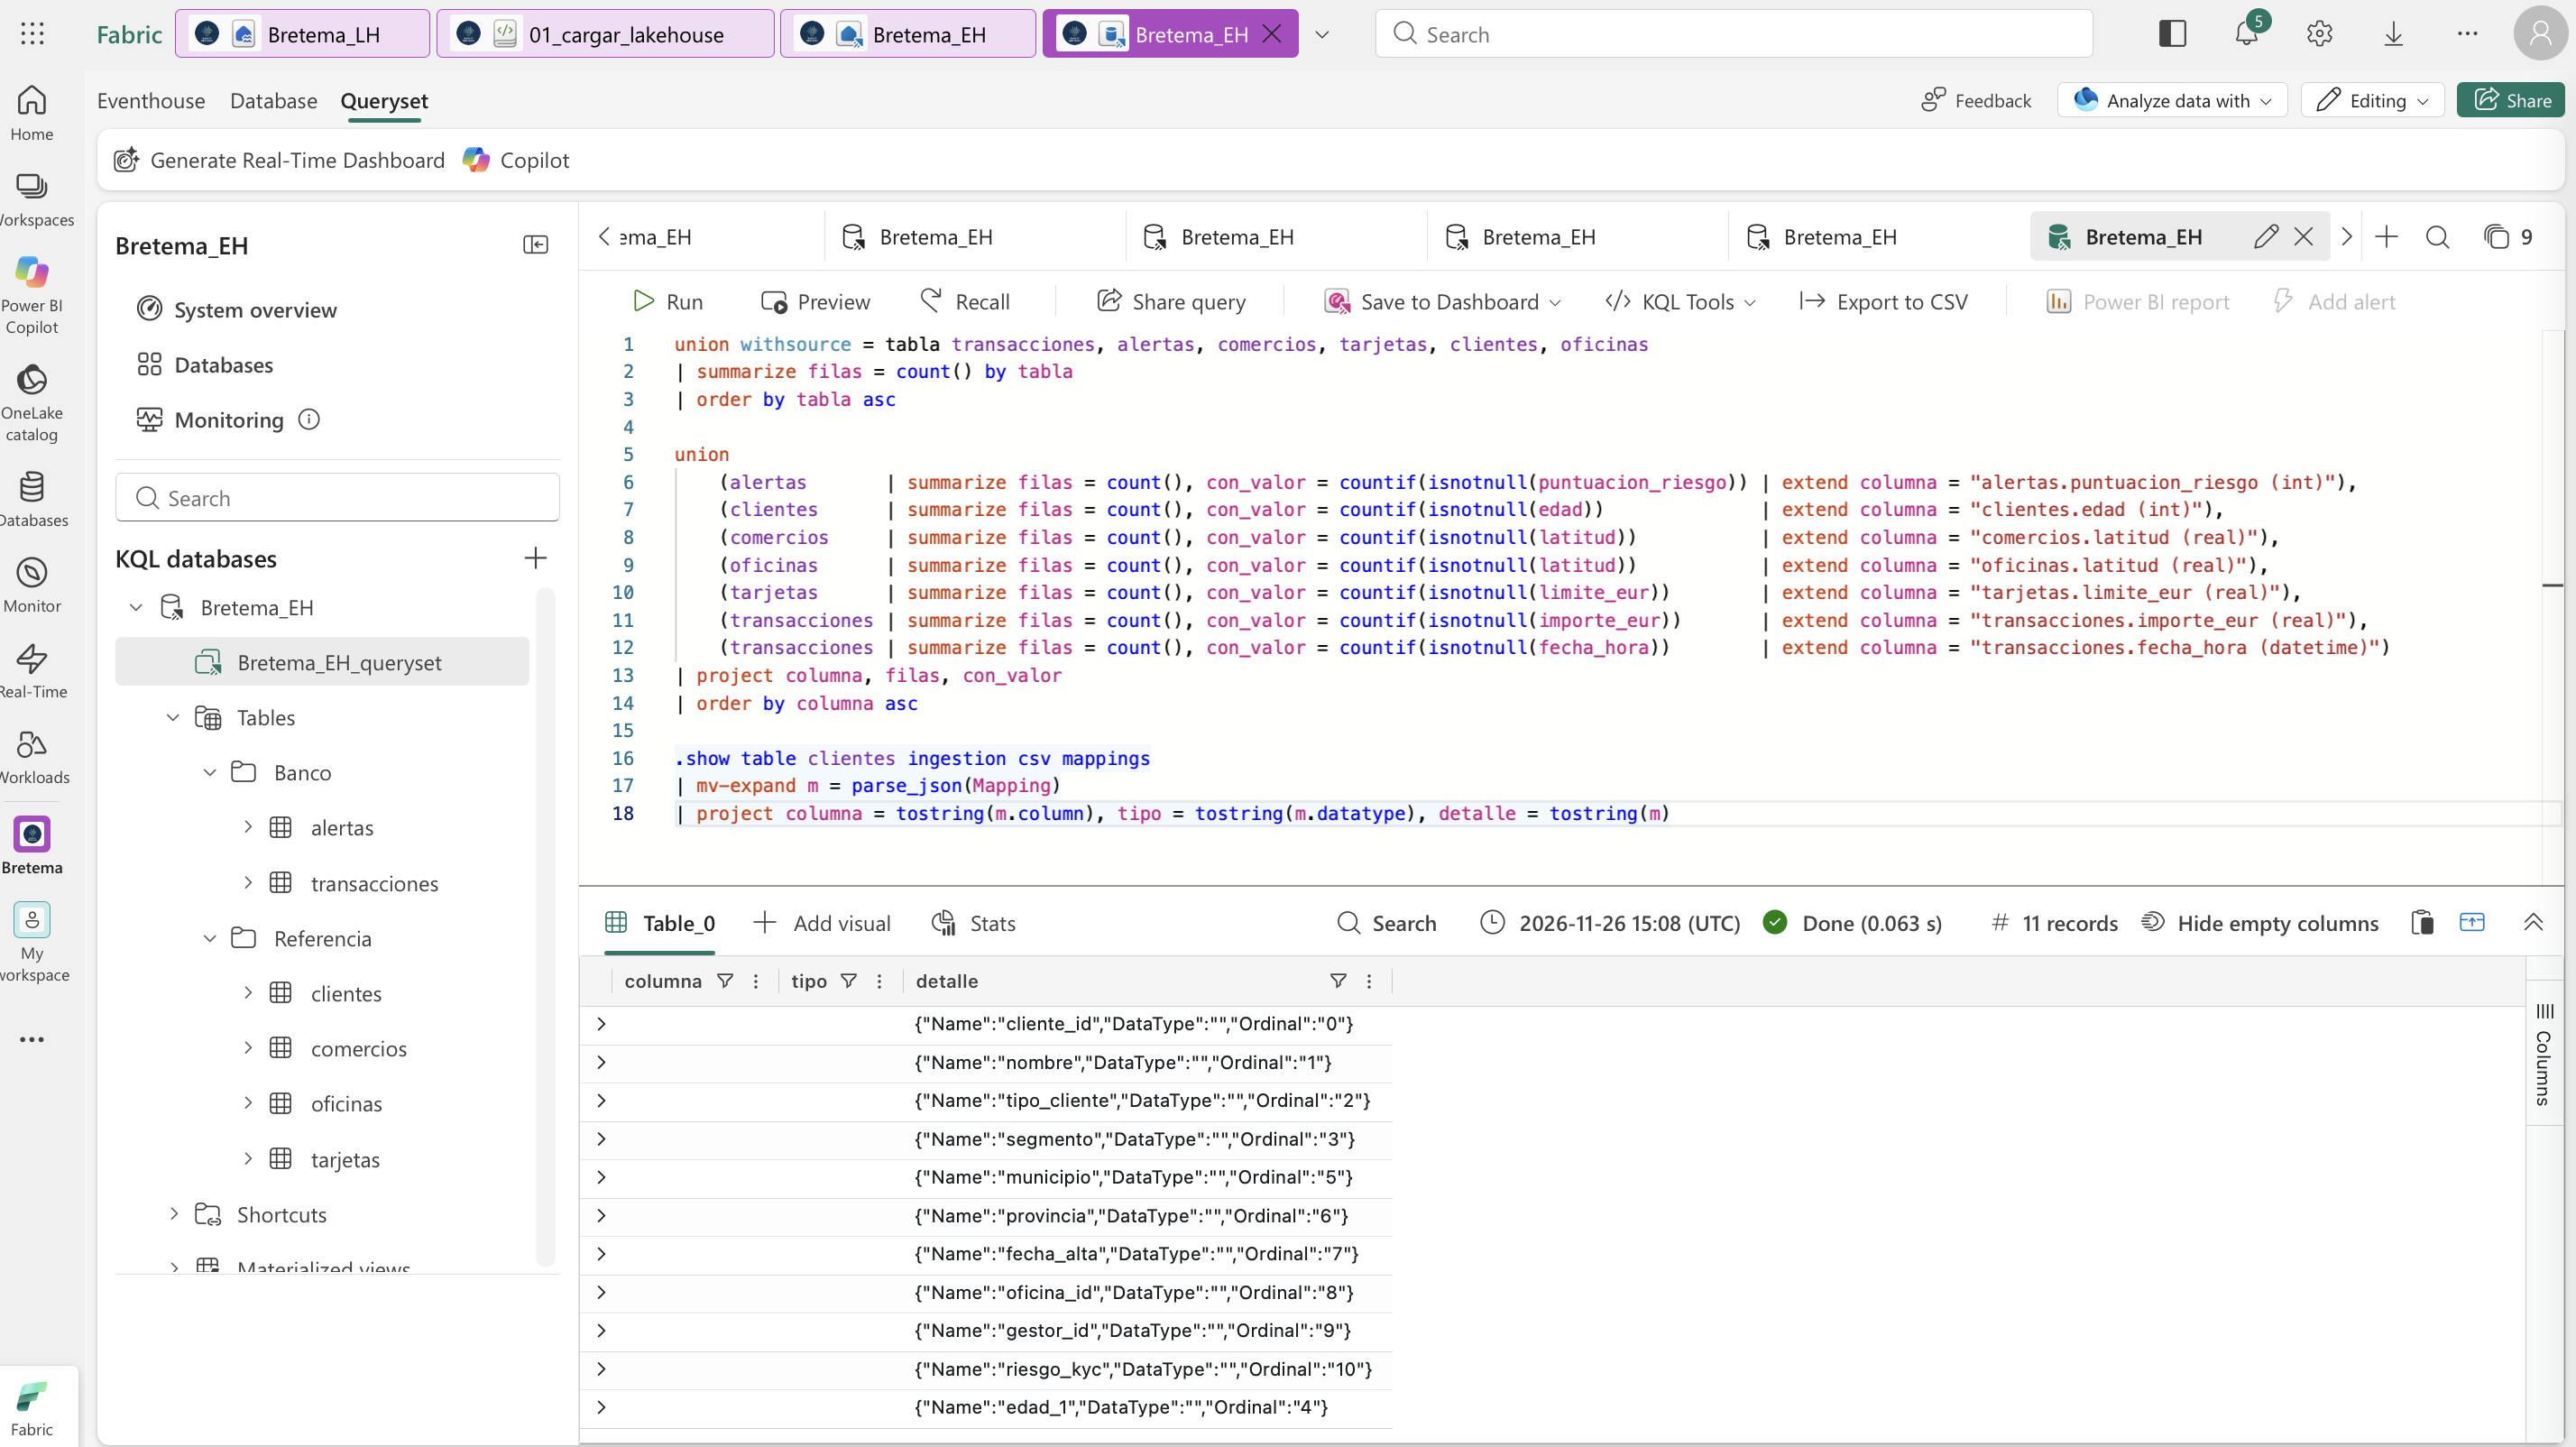 Fabric
Bretema_LH
01_cargar_lakehouse
Bretema_EH
Bretema_EH
Search
5
Eventhouse
Database
Queryset
Feedback
Analyze data with
Editing
Share
Generate Real-Time Dashboard
Copilot
Home
Workspaces
Power BI
Copilot
OneLake
catalog
Databases
Monitor
Real-Time
Workloads
Bretema
My
workspace
Fabric
Bretema_EH
System overview
Databases
Monitoring
Search
KQL databases
Bretema_EH
Bretema_EH_queryset
Tables
Banco
alertas
transacciones
Referencia
clientes
comercios
oficinas
tarjetas
Shortcuts
Materialized views
ema_EH
Bretema_EH
Bretema_EH
Bretema_EH
Bretema_EH
Bretema_EH
9
Run
Preview
Recall
Share query
Save to Dashboard
KQL Tools
Export to CSV
Power BI report
Add alert
1 union withsource = tabla transacciones, alertas, comercios, tarjetas, clientes, oficinas
2 | summarize filas = count() by tabla
3 | order by tabla asc
4
5 union
6 (alertas | summarize filas = count(), con_valor = countif(isnotnull(puntuacion_riesgo)) | extend columna = "alertas.puntuacion_riesgo (int)"),
7 (clientes | summarize filas = count(), con_valor = countif(isnotnull(edad)) | extend columna = "clientes.edad (int)"),
8 (comercios | summarize filas = count(), con_valor = countif(isnotnull(latitud)) | extend columna = "comercios.latitud (real)"),
9 (oficinas | summarize filas = count(), con_valor = countif(isnotnull(latitud)) | extend columna = "oficinas.latitud (real)"),
10 (tarjetas | summarize filas = count(), con_valor = countif(isnotnull(limite_eur)) | extend columna = "tarjetas.limite_eur (real)"),
11 (transacciones | summarize filas = count(), con_valor = countif(isnotnull(importe_eur)) | extend columna = "transacciones.importe_eur (real)"),
12 (transacciones | summarize filas = count(), con_valor = countif(isnotnull(fecha_hora)) | extend columna = "transacciones.fecha_hora (datetime)")
13 | project columna, filas, con_valor
14 | order by columna asc
15
16 .show table clientes ingestion csv mappings
17 | mv-expand m = parse_json(Mapping)
18 | project columna = tostring(m.column), tipo = tostring(m.datatype), detalle = tostring(m)
Table_0
Add visual
Stats
Search
2026-11-26 15:08 (UTC)
Done (0.063 s)
11 records
Hide empty columns
columna
tipo
detalle
{"Name":"cliente_id","DataType":"","Ordinal":"0"}
{"Name":"nombre","DataType":"","Ordinal":"1"}
{"Name":"tipo_cliente","DataType":"","Ordinal":"2"}
{"Name":"segmento","DataType":"","Ordinal":"3"}
{"Name":"municipio","DataType":"","Ordinal":"5"}
{"Name":"provincia","DataType":"","Ordinal":"6"}
{"Name":"fecha_alta","DataType":"","Ordinal":"7"}
{"Name":"oficina_id","DataType":"","Ordinal":"8"}
{"Name":"gestor_id","DataType":"","Ordinal":"9"}
{"Name":"riesgo_kyc","DataType":"","Ordinal":"10"}
{"Name":"edad_1","DataType":"","Ordinal":"4"}
Columns